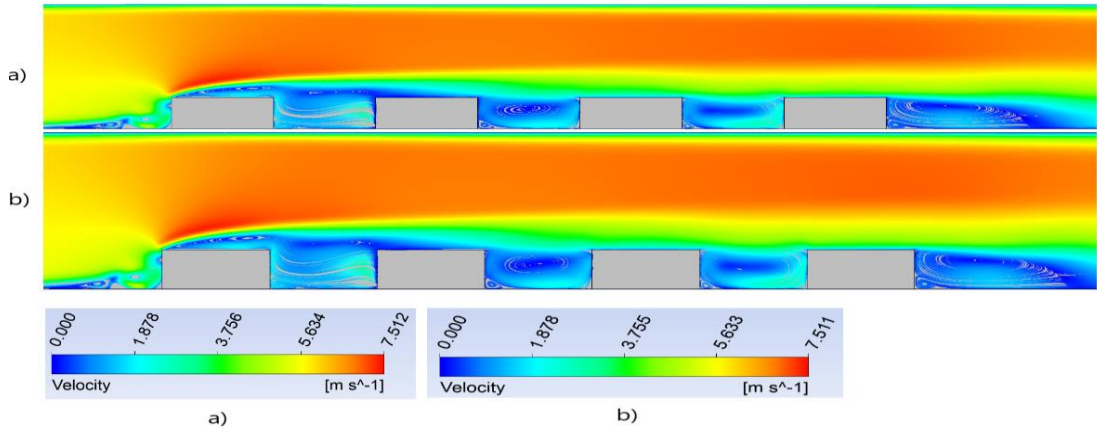 a)
b)
0.000 1.878 3.756 5.634 7.512
Velocity [m s^-1]
a)
0.000 1.878 3.755 5.633 7.511
Velocity [m s^-1]
b)